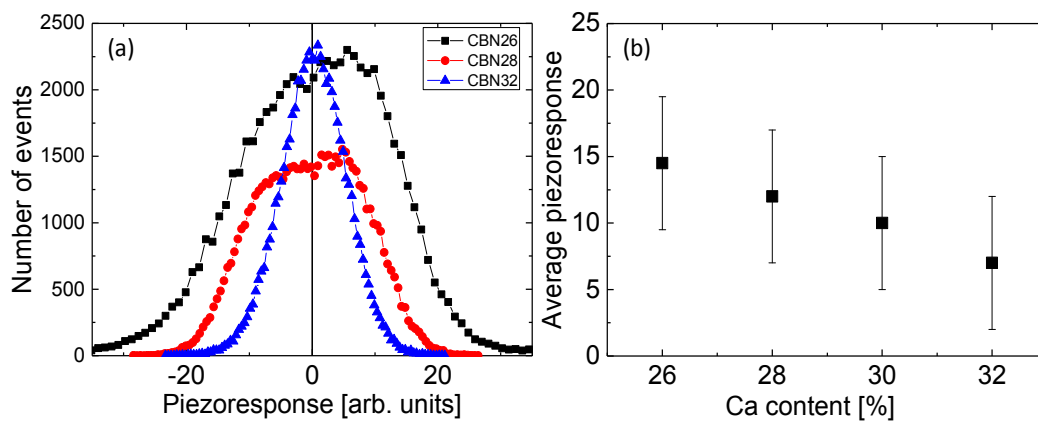 (a)
CBN26
CBN28
CBN32
2500
2250
2000
1500
1000
500
0
Number of events
-20
0
20
Piezoresponse [arb. units]
(b)
25
20
15
10
5
0
Average piezoresponse
26
28
30
32
Ca content [%]